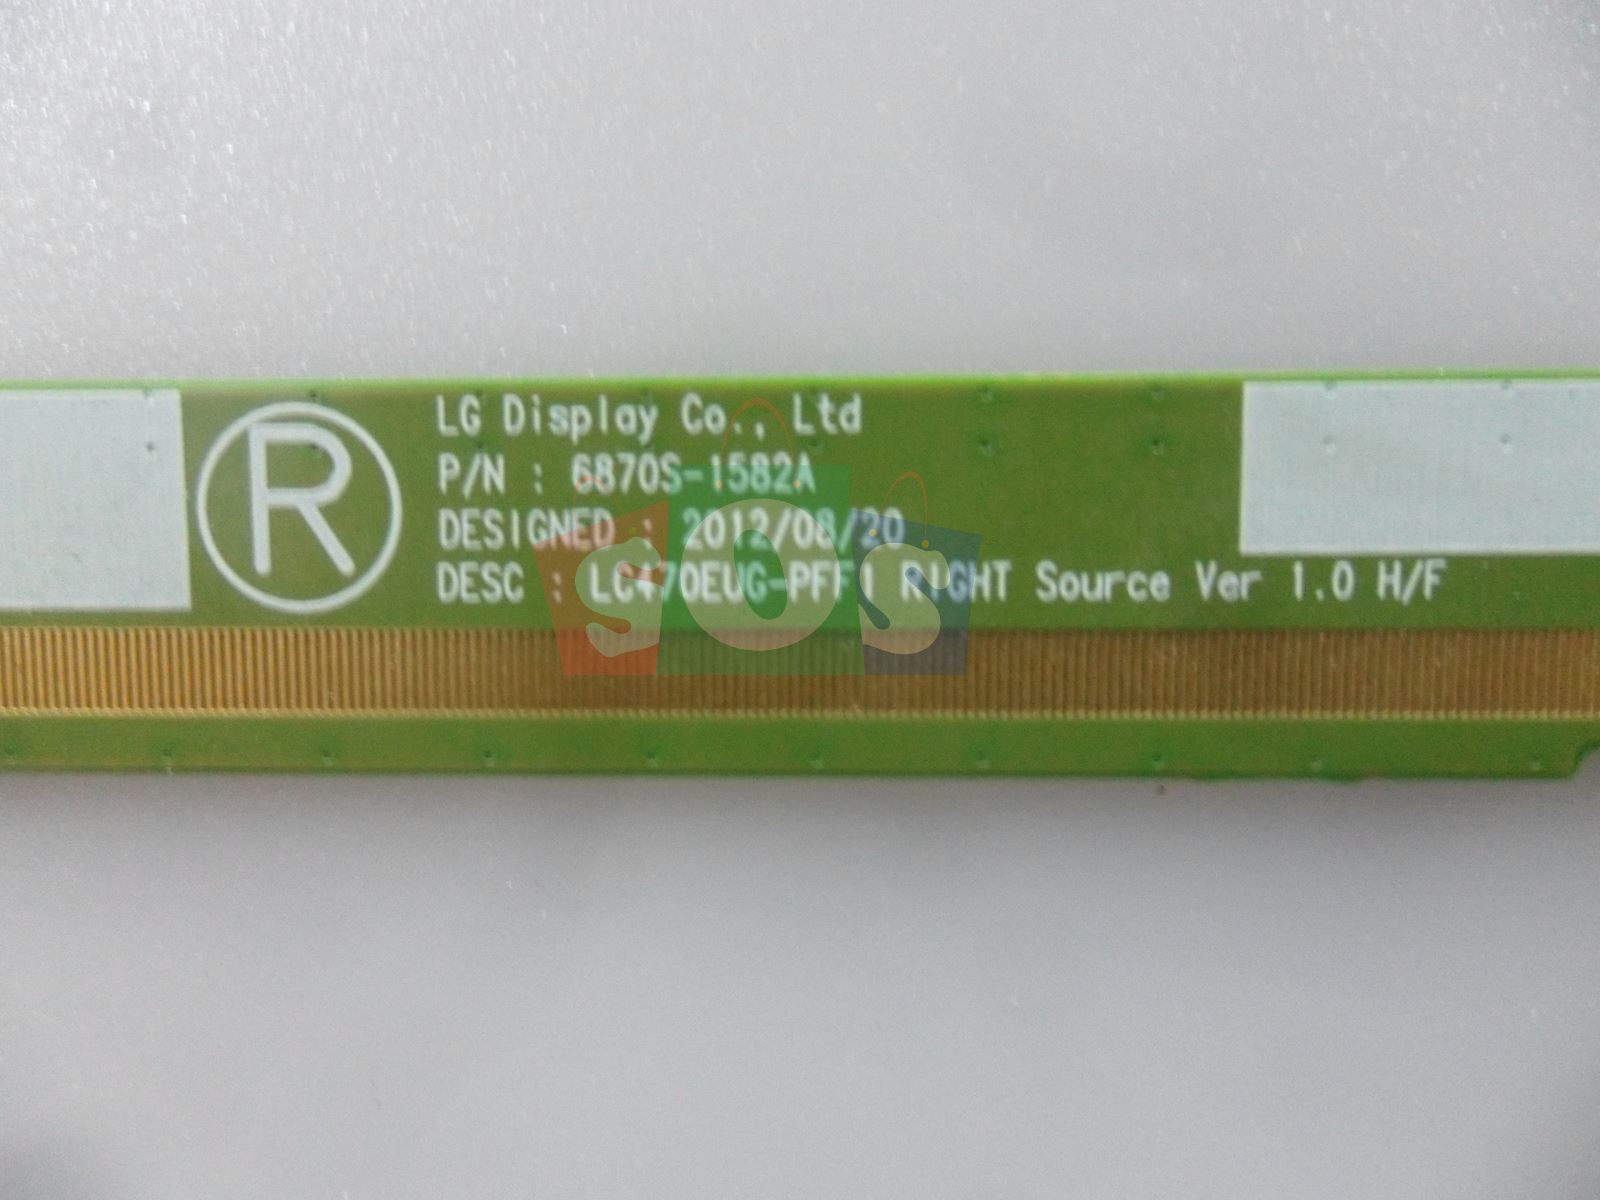 R
LG Display Co., Ltd
P/N : 6870S-1582A
DESIGNED : 2012/08/20
DESC : LC470EUG-PFF1 RIGHT Source Ver 1.0 H/F
SOS